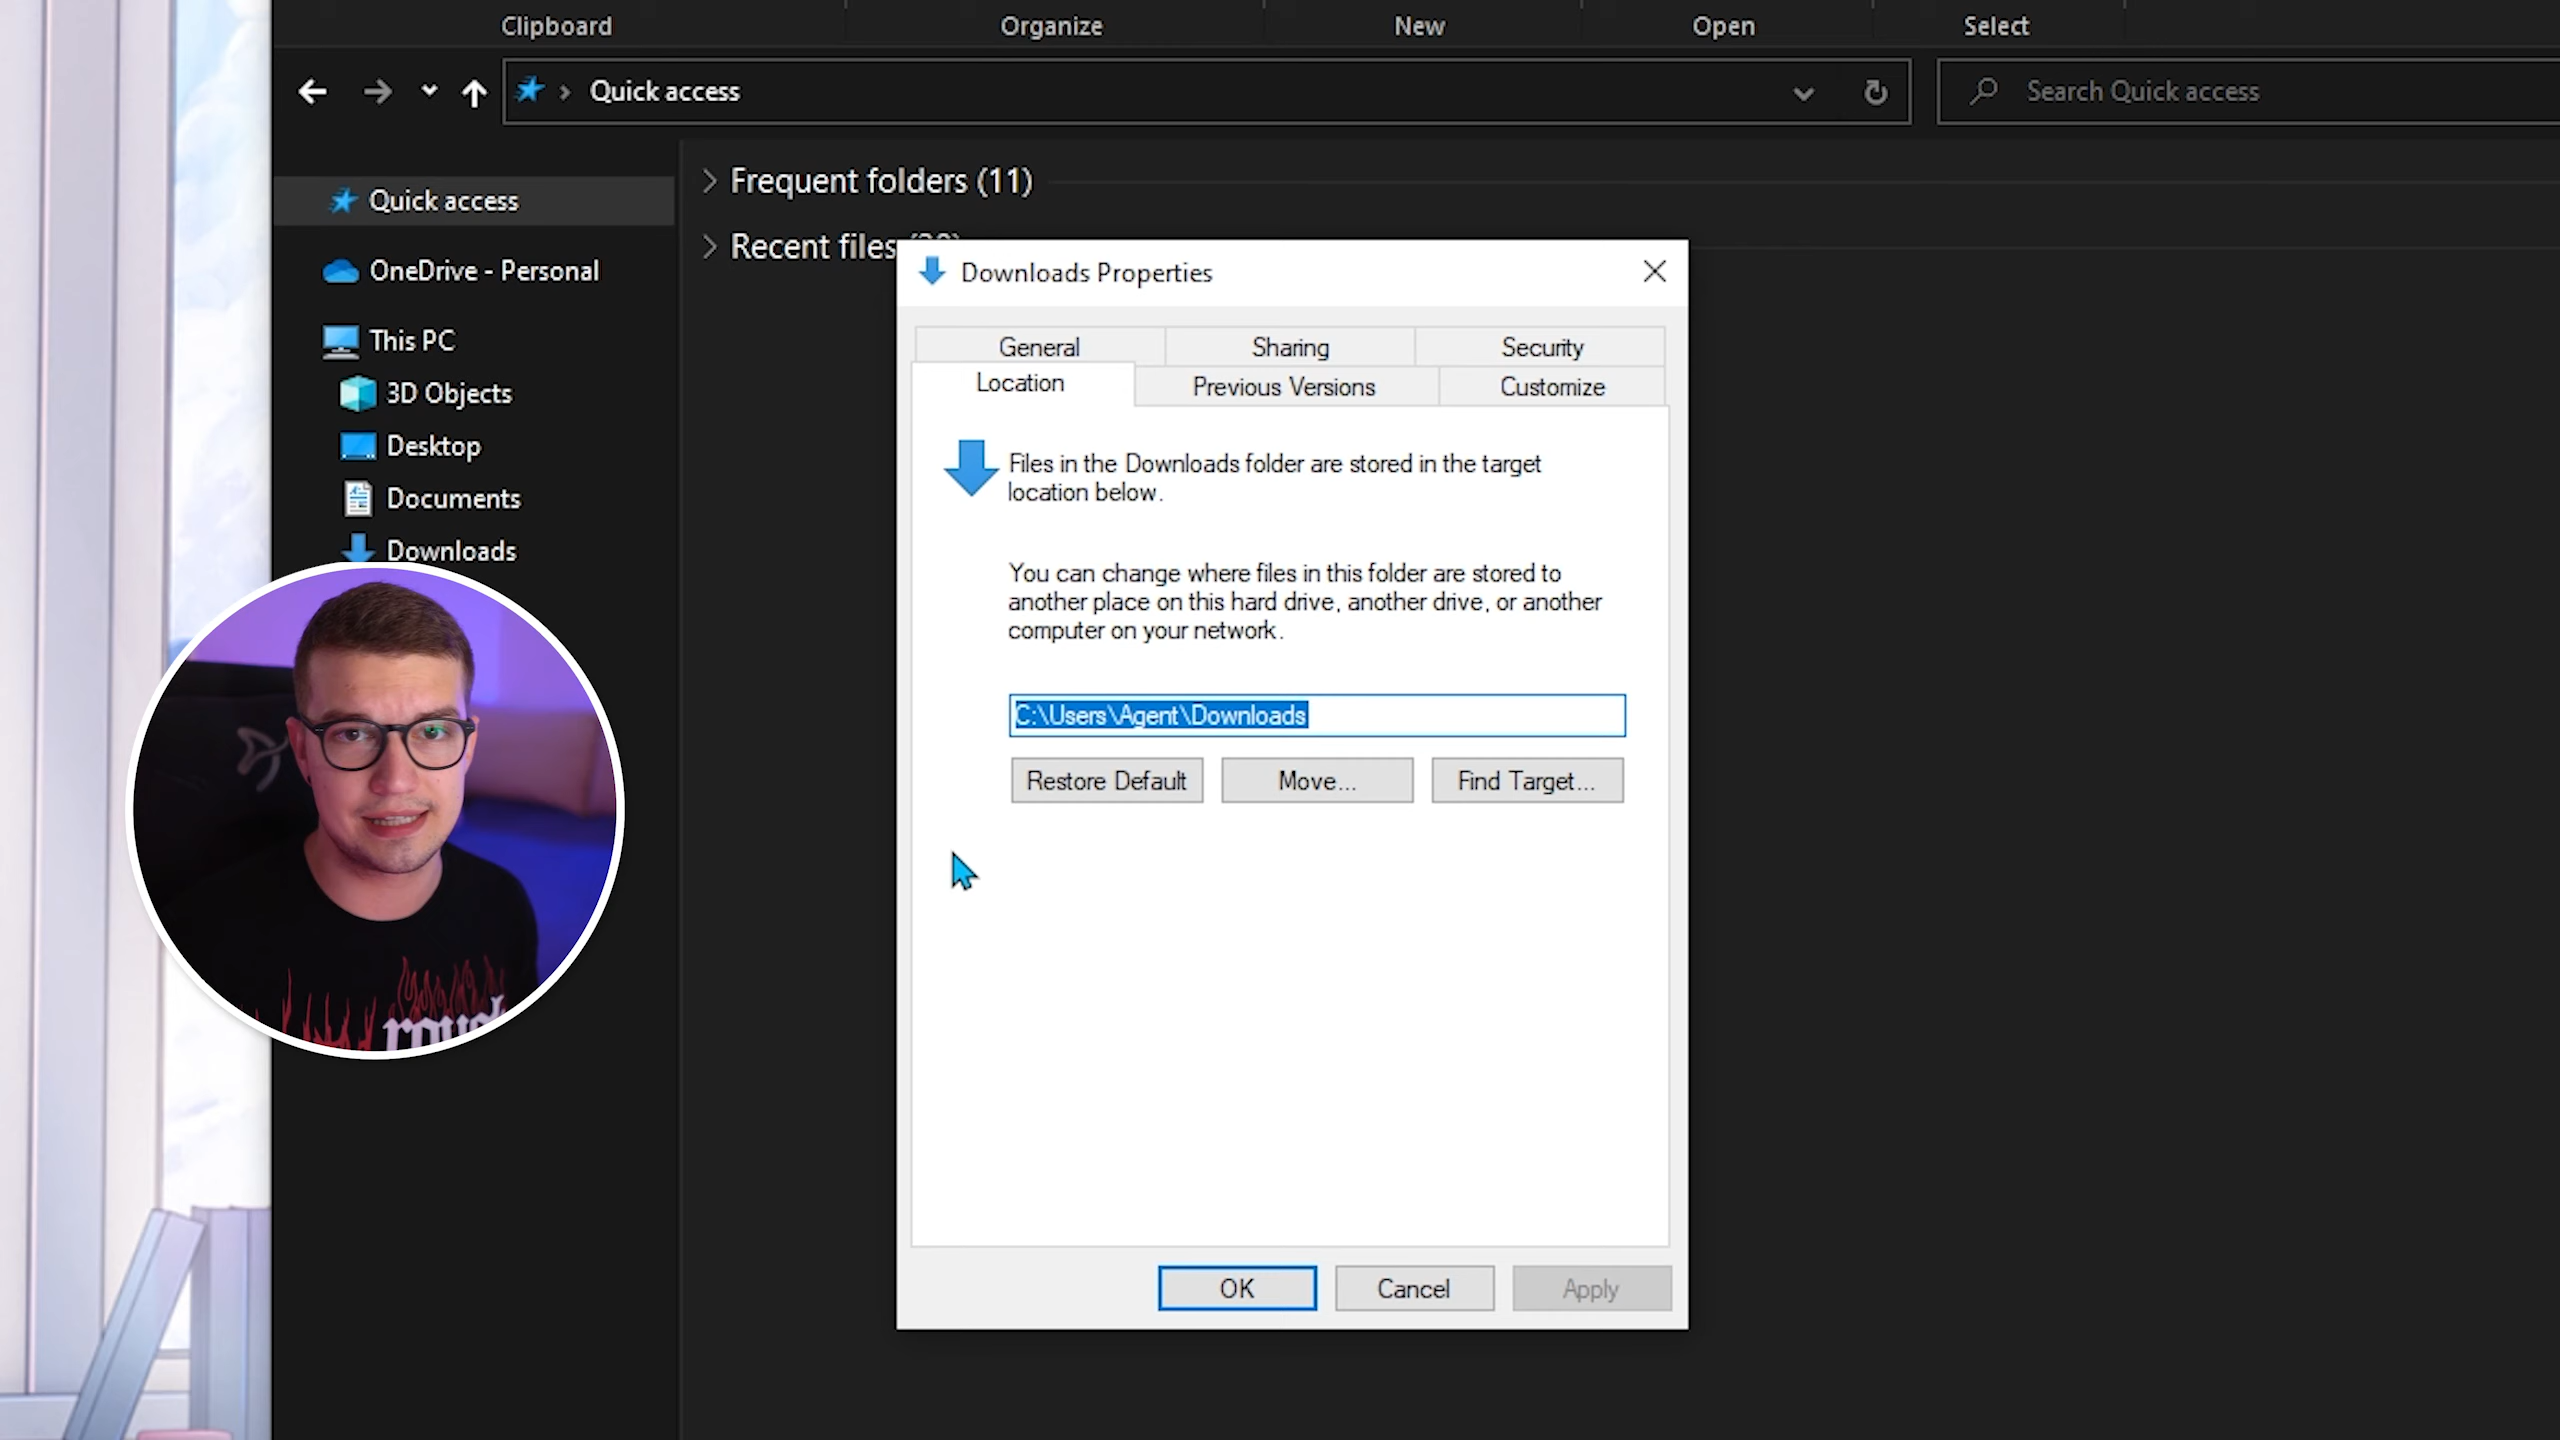 Clipboard
Organize
New
Open
Select
Quick access
Search Quick access
Quick access
OneDrive - Personal
This PC
3D Objects
Desktop
Documents
Downloads
Frequent folders (11)
Recent files
Downloads Properties
General
Sharing
Security
Location
Previous Versions
Customize
Files in the Downloads folder are stored in the target
location below.
You can change where files in this folder are stored to
another place on this hard drive, another drive, or another
computer on your network.
C:\Users\Agent\Downloads
Restore Default
Move...
Find Target...
OK
Cancel
Apply